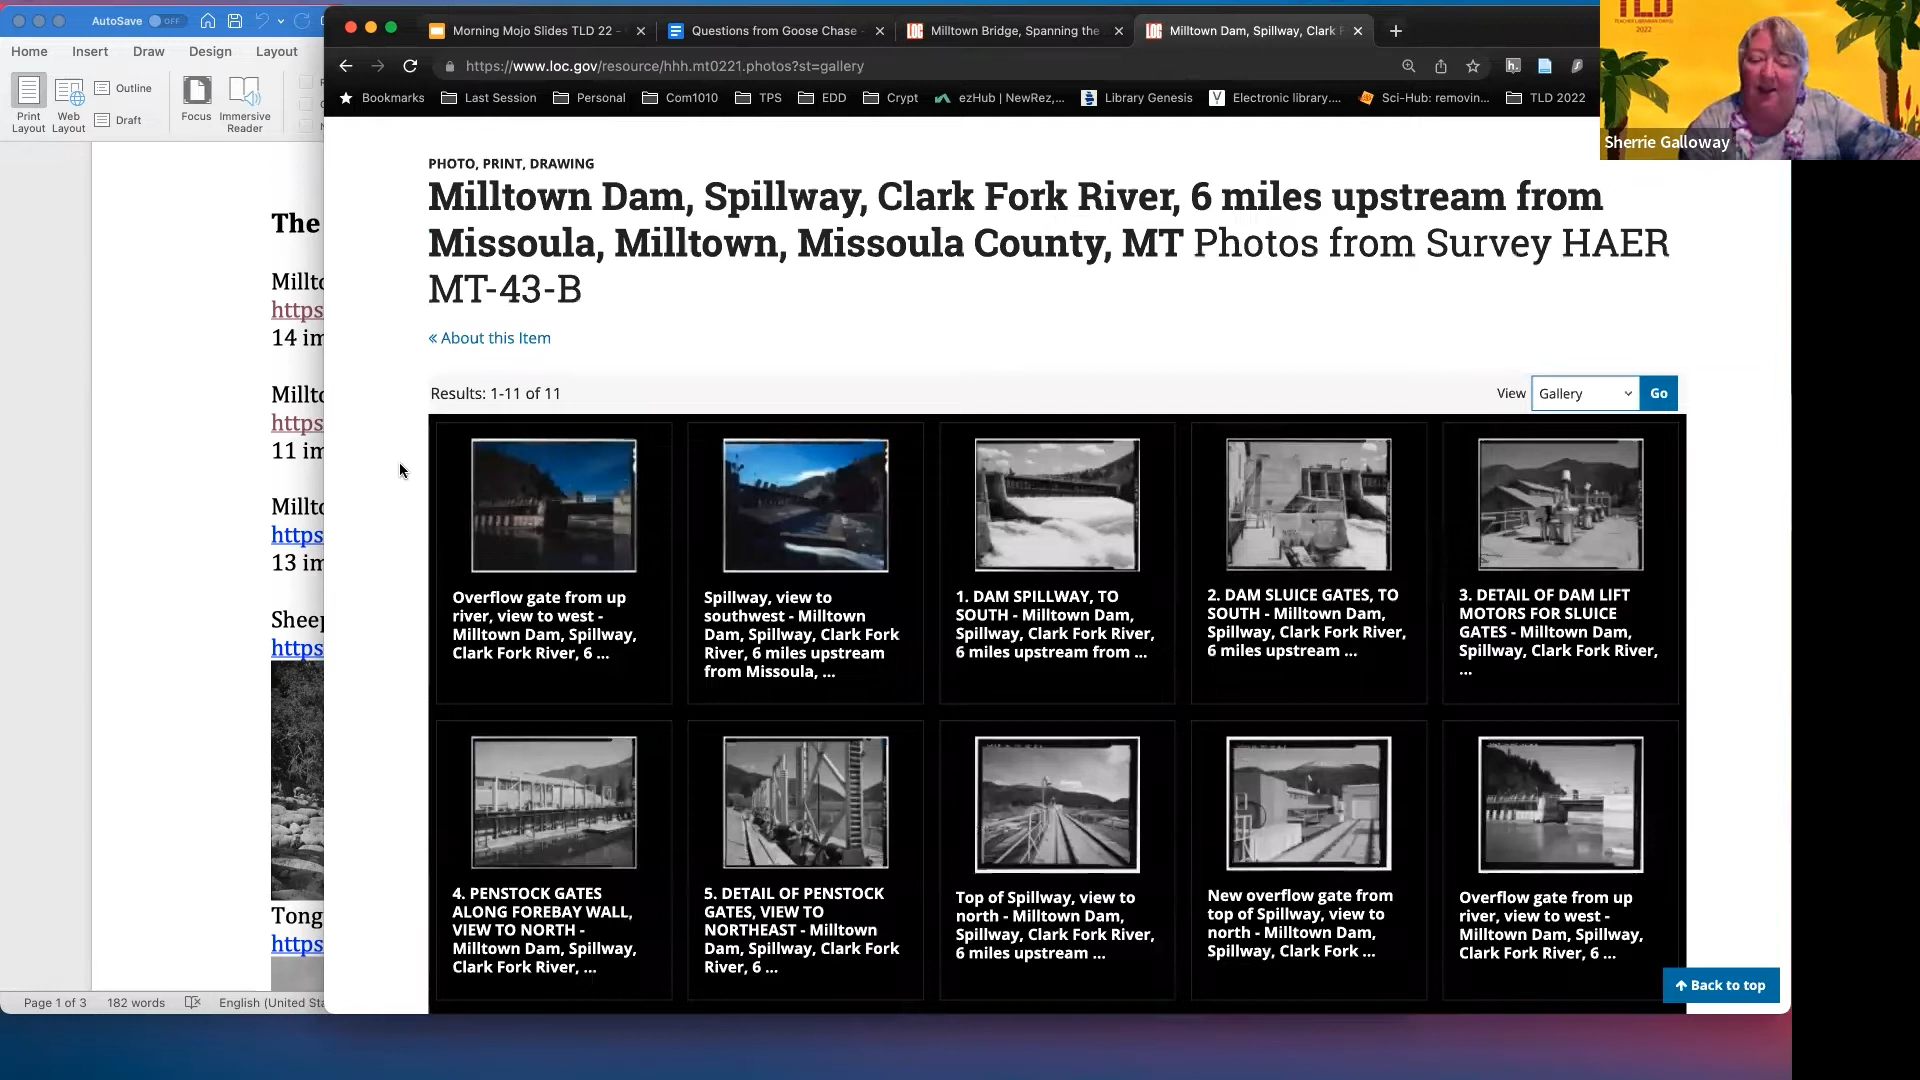 AutoSave OFF
Home Insert Draw Design Layout
Print Layout
Web Layout
Outline
Draft
Focus
Immersive Reader
The
Millto
https
14 im
Millto
https
11 im
Millto
https
13 im
Sheep
https
Tong
https
Page 1 of 3 182 words English (United Sta
Morning Mojo Slides TLD 22 -
Questions from Goose Chase
LOC Milltown Bridge, Spanning the
LOC Milltown Dam, Spillway, Clark F
https://www.loc.gov/resource/hhh.mt0221.photos?st=gallery
Bookmarks Last Session Personal Com1010 TPS EDD Crypt ezHub | NewRez,... Library Genesis Electronic library.... Sci-Hub: removin... TLD 2022
TLD
2022
Sherrie Galloway
PHOTO, PRINT, DRAWING
Milltown Dam, Spillway, Clark Fork River, 6 miles upstream from
Missoula, Milltown, Missoula County, MT Photos from Survey HAER
MT-43-B
« About this Item
Results: 1-11 of 11
View Gallery Go
Overflow gate from up
river, view to west -
Milltown Dam, Spillway,
Clark Fork River, 6 ...
Spillway, view to
southwest - Milltown
Dam, Spillway, Clark Fork
River, 6 miles upstream
from Missoula, ...
1. DAM SPILLWAY, TO
SOUTH - Milltown Dam,
Spillway, Clark Fork River,
6 miles upstream from ...
2. DAM SLUICE GATES, TO
SOUTH - Milltown Dam,
Spillway, Clark Fork River,
6 miles upstream ...
3. DETAIL OF DAM LIFT
MOTORS FOR SLUICE
GATES - Milltown Dam,
Spillway, Clark Fork River,
...
4. PENSTOCK GATES
ALONG FOREBAY WALL,
VIEW TO NORTH -
Milltown Dam, Spillway,
Clark Fork River, ...
5. DETAIL OF PENSTOCK
GATES, VIEW TO
NORTHEAST - Milltown
Dam, Spillway, Clark Fork
River, 6 ...
Top of Spillway, view to
north - Milltown Dam,
Spillway, Clark Fork River,
6 miles upstream ...
New overflow gate from
top of Spillway, view to
north - Milltown Dam,
Spillway, Clark Fork ...
Overflow gate from up
river, view to west -
Milltown Dam, Spillway,
Clark Fork River, 6 ...
Back to top